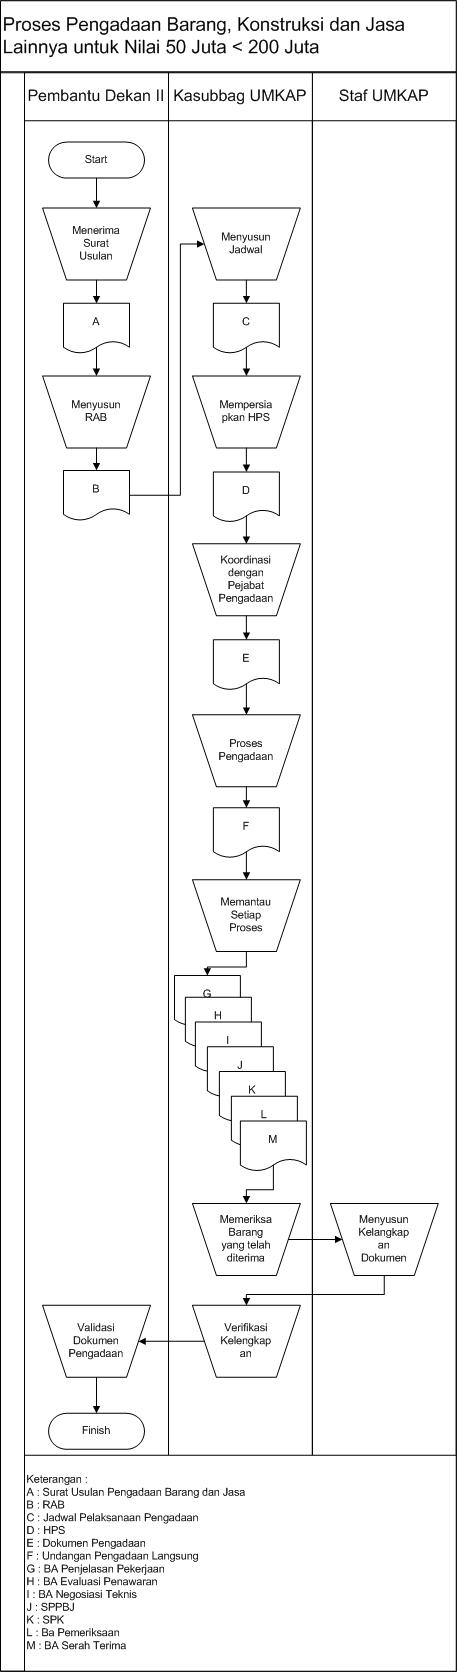 Proses Pengadaan Barang, Konstruksi dan Jasa
Lainnya untuk Nilai 50 Juta < 200 Juta
Pembantu Dekan II
Kasubbag UMKAP
Staf UMKAP
Start
Menerima
Surat
Usulan
A
Menyusun
RAB
B
Menyusun
Jadwal
C
Mempersia
pkan HPS
D
Koordinasi
dengan
Pejabat
Pengadaan
E
Proses
Pengadaan
F
Memantau
Setiap
Proses
G
H
I
J
K
L
M
Memeriksa
Barang
yang telah
diterima
Menyusun
Kelangkap
an
Dokumen
Verifikasi
Kelengkap
an
Validasi
Dokumen
Pengadaan
Finish
Keterangan :
A : Surat Usulan Pengadaan Barang dan Jasa
B : RAB
C : Jadwal Pelaksanaan Pengadaan
D : HPS
E : Dokumen Pengadaan
F : Undangan Pengadaan Langsung
G : BA Penjelasan Pekerjaan
H : BA Evaluasi Penawaran
I : BA Negosiasi Teknis
J : SPPBJ
K : SPK
L : Ba Pemeriksaan
M : BA Serah Terima